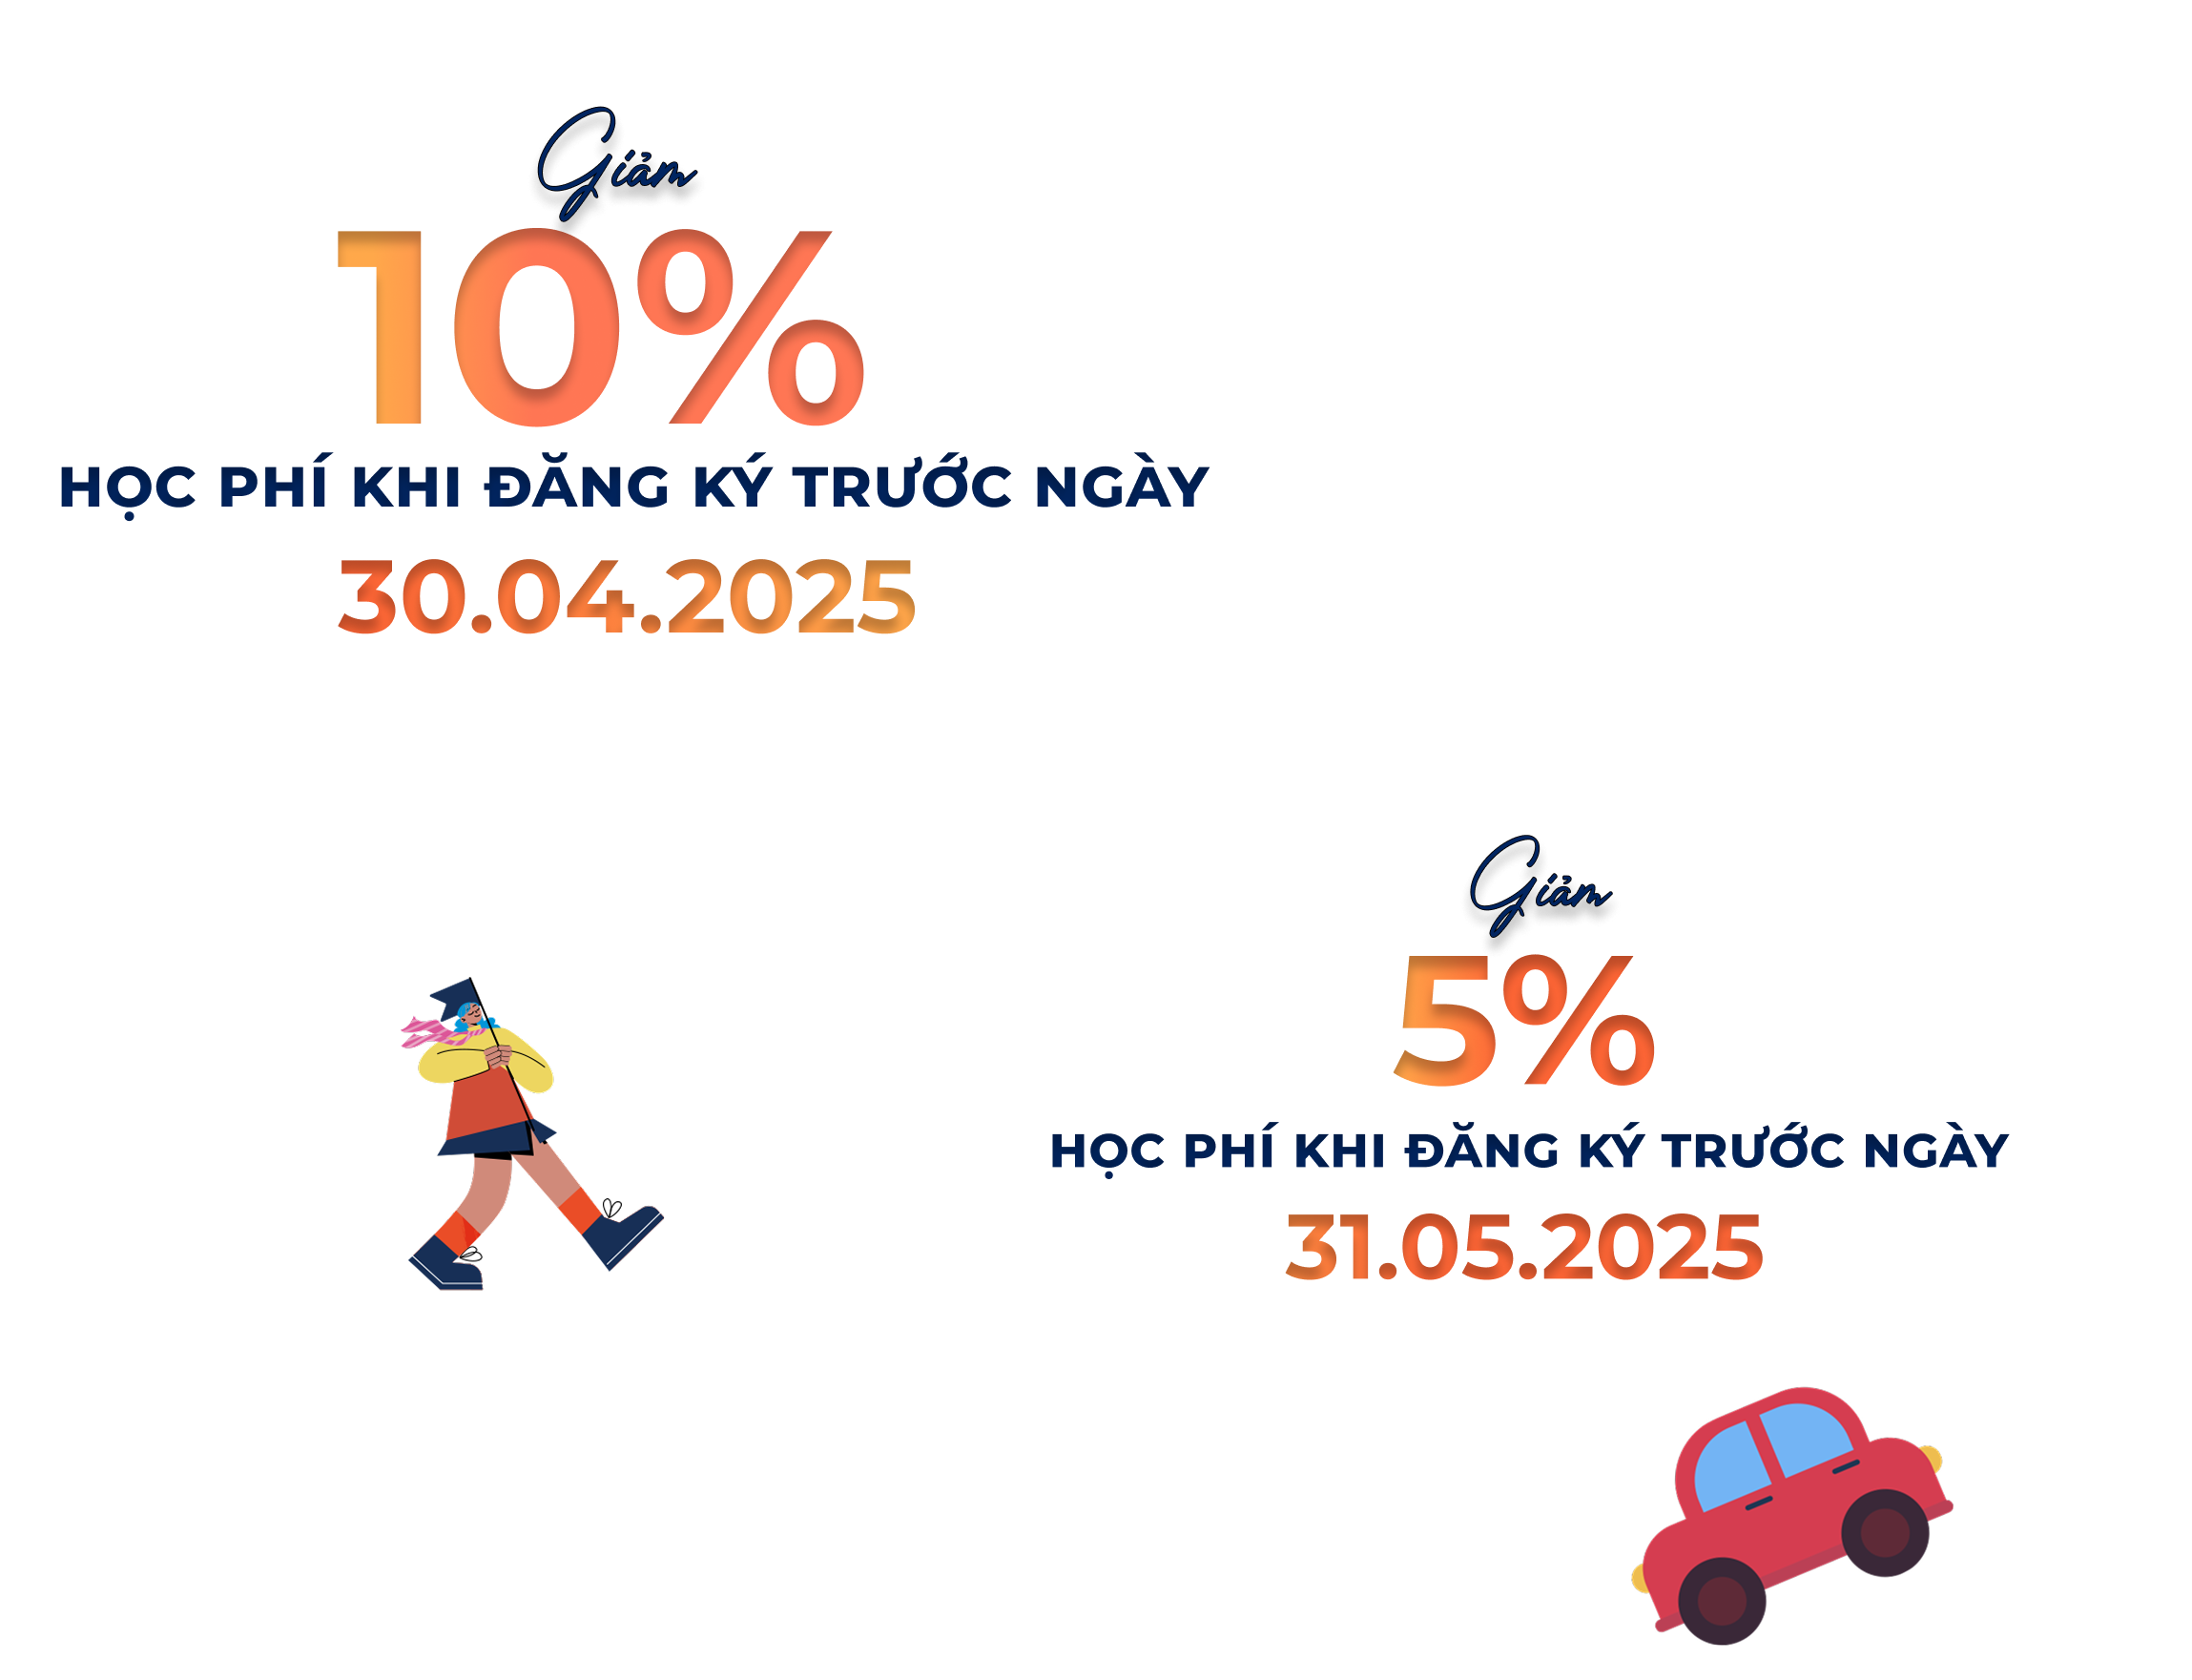 Giảm
10%
HỌC PHÍ KHI ĐĂNG KÝ TRƯỚC NGÀY
30.04.2025
Giảm
5%
HỌC PHÍ KHI ĐĂNG KÝ TRƯỚC NGÀY
31.05.2025